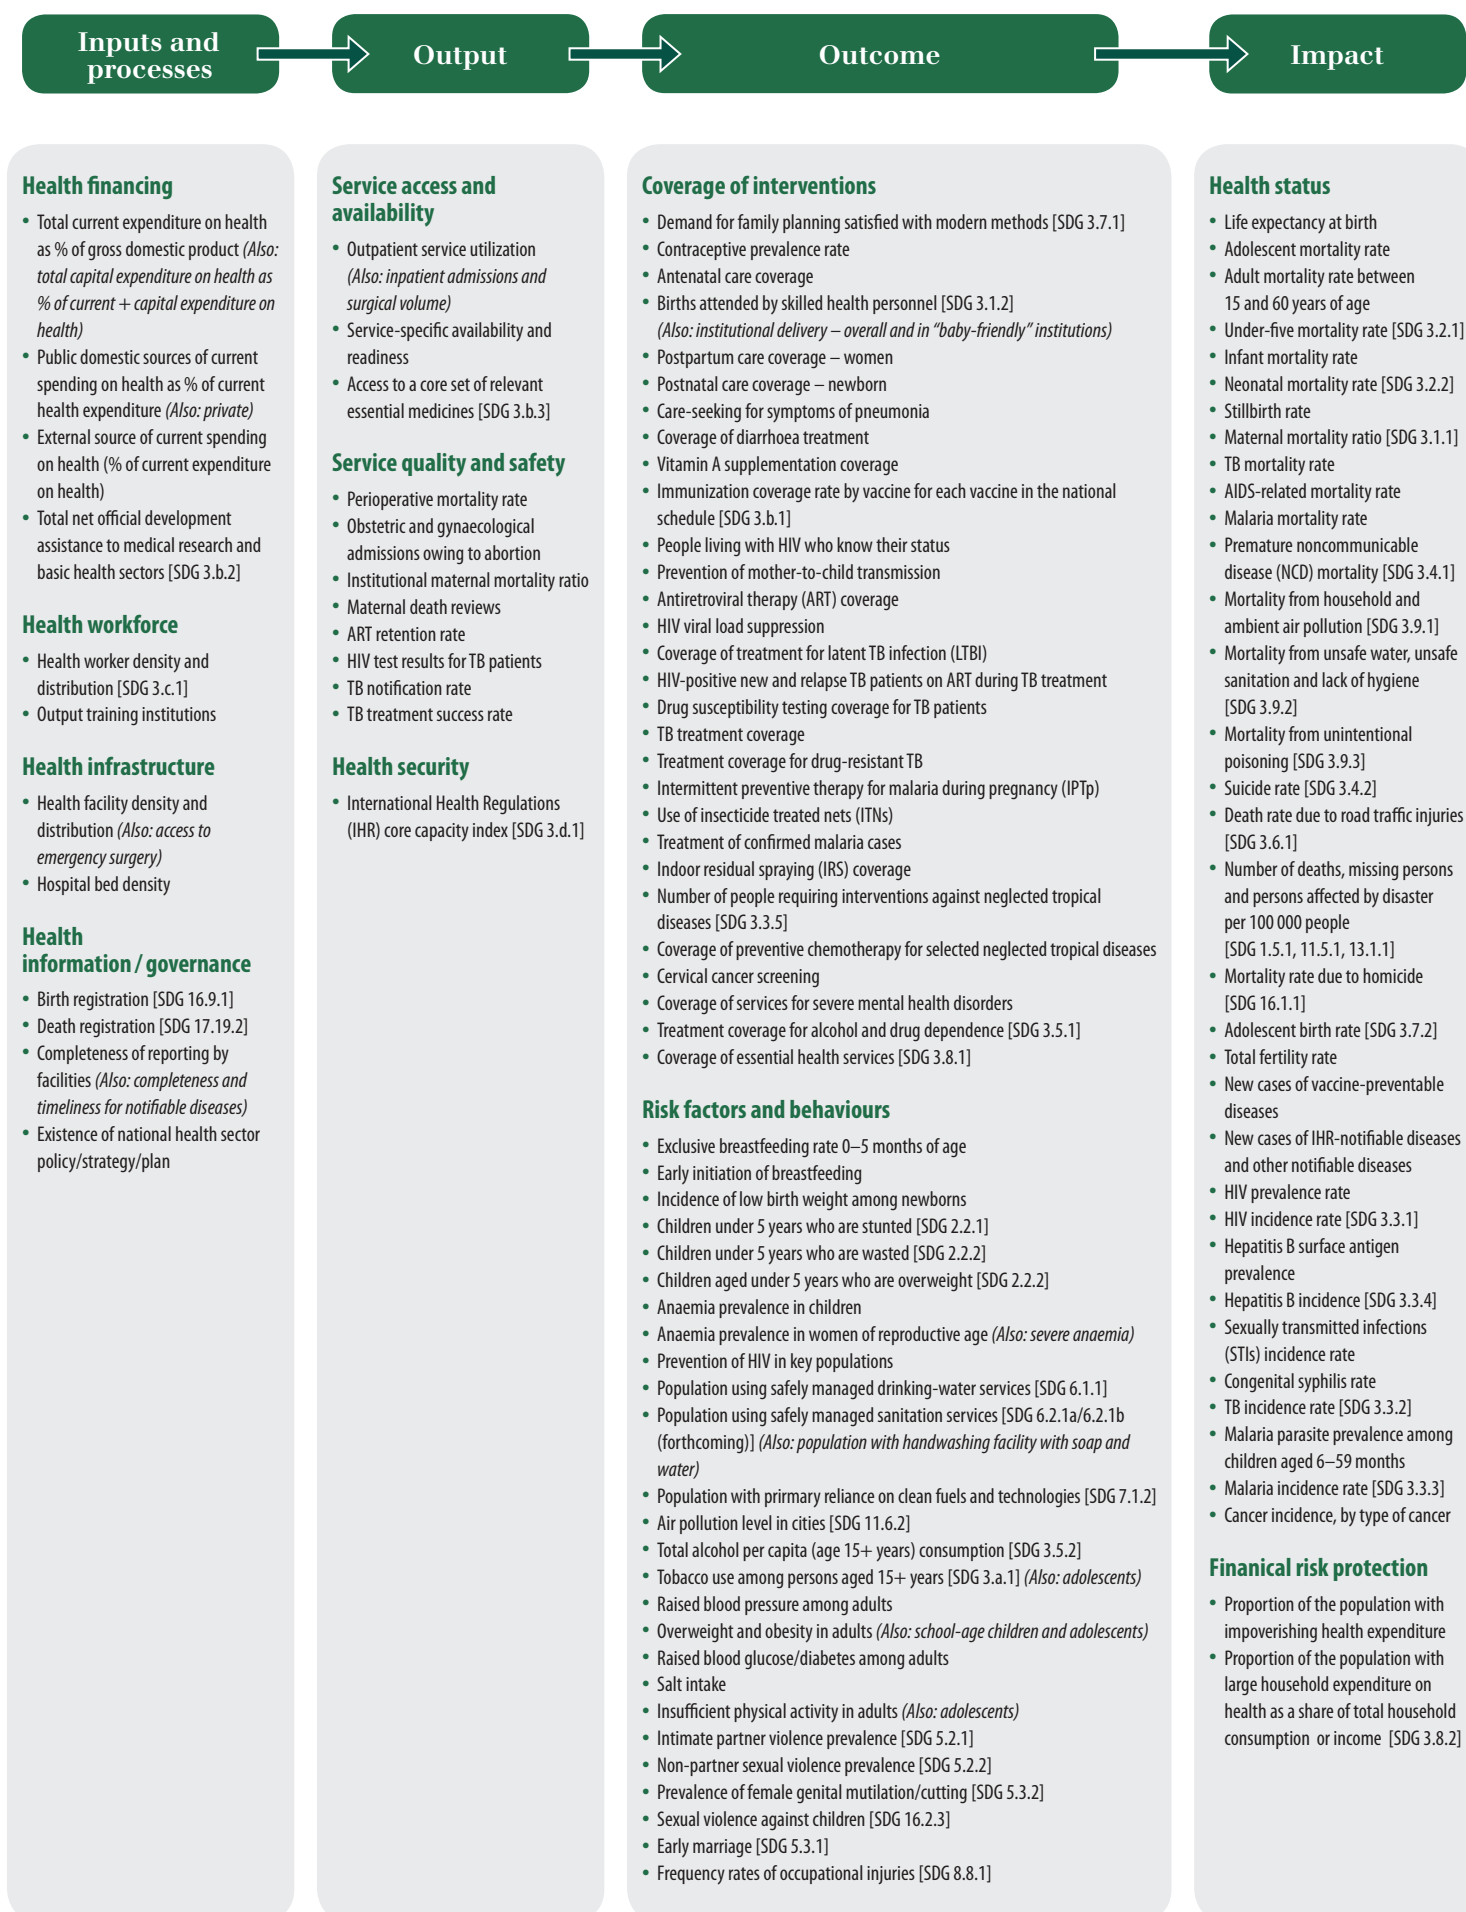 Inputs and
processes
Output
Outcome
Impact
Health financing
• Total current expenditure on health
as % of gross domestic product (Also:
total capital expenditure on health as
% of current + capital expenditure on
health)
• Public domestic sources of current
spending on health as % of current
health expenditure (Also: private)
• External source of current spending
on health (% of current expenditure
on health)
• Total net official development
assistance to medical research and
basic health sectors [SDG 3.b.2]
Health workforce
• Health worker density and
distribution [SDG 3.c.1]
• Output training institutions
Health infrastructure
• Health facility density and
distribution (Also: access to
emergency surgery)
• Hospital bed density
Health
information / governance
• Birth registration [SDG 16.9.1]
• Death registration [SDG 17.19.2]
• Completeness of reporting by
facilities (Also: completeness and
timeliness for notifiable diseases)
• Existence of national health sector
policy/strategy/plan
Service access and
availability
• Outpatient service utilization
(Also: inpatient admissions and
surgical volume)
• Service-specific availability and
readiness
• Access to a core set of relevant
essential medicines [SDG 3.b.3]
Service quality and safety
• Perioperative mortality rate
• Obstetric and gynaecological
admissions owing to abortion
• Institutional maternal mortality ratio
• Maternal death reviews
• ART retention rate
• HIV test results for TB patients
• TB notification rate
• TB treatment success rate
Health security
• International Health Regulations
(IHR) core capacity index [SDG 3.d.1]
Coverage of interventions
• Demand for family planning satisfied with modern methods [SDG 3.7.1]
• Contraceptive prevalence rate
• Antenatal care coverage
• Births attended by skilled health personnel [SDG 3.1.2]
(Also: institutional delivery – overall and in “baby-friendly” institutions)
• Postpartum care coverage – women
• Postnatal care coverage – newborn
• Care-seeking for symptoms of pneumonia
• Coverage of diarrhoea treatment
• Vitamin A supplementation coverage
• Immunization coverage rate by vaccine for each vaccine in the national
schedule [SDG 3.b.1]
• People living with HIV who know their status
• Prevention of mother-to-child transmission
• Antiretroviral therapy (ART) coverage
• HIV viral load suppression
• Coverage of treatment for latent TB infection (LTBI)
• HIV-positive new and relapse TB patients on ART during TB treatment
• Drug susceptibility testing coverage for TB patients
• TB treatment coverage
• Treatment coverage for drug-resistant TB
• Intermittent preventive therapy for malaria during pregnancy (IPTp)
• Use of insecticide treated nets (ITNs)
• Treatment of confirmed malaria cases
• Indoor residual spraying (IRS) coverage
• Number of people requiring interventions against neglected tropical
diseases [SDG 3.3.5]
• Coverage of preventive chemotherapy for selected neglected tropical diseases
• Cervical cancer screening
• Coverage of services for severe mental health disorders
• Treatment coverage for alcohol and drug dependence [SDG 3.5.1]
• Coverage of essential health services [SDG 3.8.1]
Risk factors and behaviours
• Exclusive breastfeeding rate 0–5 months of age
• Early initiation of breastfeeding
• Incidence of low birth weight among newborns
• Children under 5 years who are stunted [SDG 2.2.1]
• Children under 5 years who are wasted [SDG 2.2.2]
• Children aged under 5 years who are overweight [SDG 2.2.2]
• Anaemia prevalence in children
• Anaemia prevalence in women of reproductive age (Also: severe anaemia)
• Prevention of HIV in key populations
• Population using safely managed drinking-water services [SDG 6.1.1]
• Population using safely managed sanitation services [SDG 6.2.1a/6.2.1b
(forthcoming)] (Also: population with handwashing facility with soap and
water)
• Population with prirmary reliance on clean fuels and technologies [SDG 7.1.2]
• Air pollution level in cities [SDG 11.6.2]
• Total alcohol per capita (age 15+ years) consumption [SDG 3.5.2]
• Tobacco use among persons aged 15+ years [SDG 3.a.1] (Also: adolescents)
• Raised blood pressure among adults
• Overweight and obesity in adults (Also: school-age children and adolescents)
• Raised blood glucose/diabetes among adults
• Salt intake
• Insufficient physical activity in adults (Also: adolescents)
• Intimate partner violence prevalence [SDG 5.2.1]
• Non-partner sexual violence prevalence [SDG 5.2.2]
• Prevalence of female genital mutilation/cutting [SDG 5.3.2]
• Sexual violence against children [SDG 16.2.3]
• Early marriage [SDG 5.3.1]
• Frequency rates of occupational injuries [SDG 8.8.1]
Health status
• Life expectancy at birth
• Adolescent mortality rate
• Adult mortality rate between
15 and 60 years of age
• Under-five mortality rate [SDG 3.2.1]
• Infant mortality rate
• Neonatal mortality rate [SDG 3.2.2]
• Stillbirth rate
• Maternal mortality ratio [SDG 3.1.1]
• TB mortality rate
• AIDS-related mortality rate
• Malaria mortality rate
• Premature noncommunicable
disease (NCD) mortality [SDG 3.4.1]
• Mortality from household and
ambient air pollution [SDG 3.9.1]
• Mortality from unsafe water, unsafe
sanitation and lack of hygiene
[SDG 3.9.2]
• Mortality from unintentional
poisoning [SDG 3.9.3]
• Suicide rate [SDG 3.4.2]
• Death rate due to road traffic injuries
[SDG 3.6.1]
• Number of deaths, missing persons
and persons affected by disaster
per 100 000 people
[SDG 1.5.1, 11.5.1, 13.1.1]
• Mortality rate due to homicide
[SDG 16.1.1]
• Adolescent birth rate [SDG 3.7.2]
• Total fertility rate
• New cases of vaccine-preventable
diseases
• New cases of IHR-notifiable diseases
and other notifiable diseases
• HIV prevalence rate
• HIV incidence rate [SDG 3.3.1]
• Hepatitis B surface antigen
prevalence
• Hepatitis B incidence [SDG 3.3.4]
• Sexually transmitted infections
(STIs) incidence rate
• Congenital syphilis rate
• TB incidence rate [SDG 3.3.2]
• Malaria parasite prevalence among
children aged 6–59 months
• Malaria incidence rate [SDG 3.3.3]
• Cancer incidence, by type of cancer
Finanical risk protection
• Proportion of the population with
impoverishing health expenditure
• Proportion of the population with
large household expenditure on
health as a share of total household
consumption or income [SDG 3.8.2]